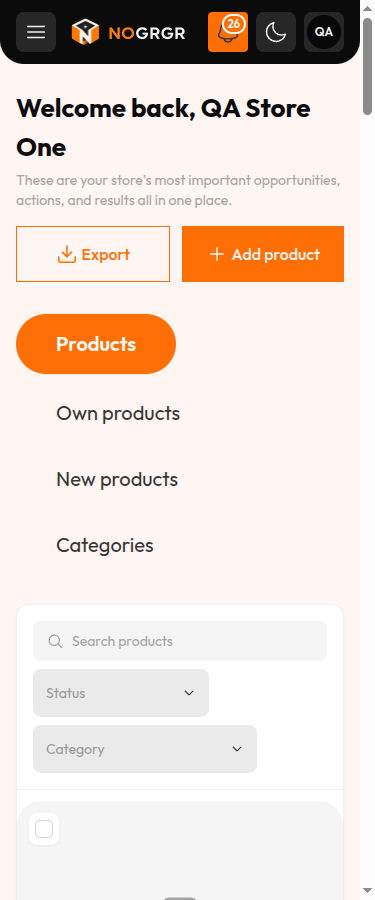 NOGRGR
26
QA
Welcome back, QA Store
One
These are your store's most important opportunities,
actions, and results all in one place.
Export
Add product
Products
Own products
New products
Categories
Search products
Status
Category